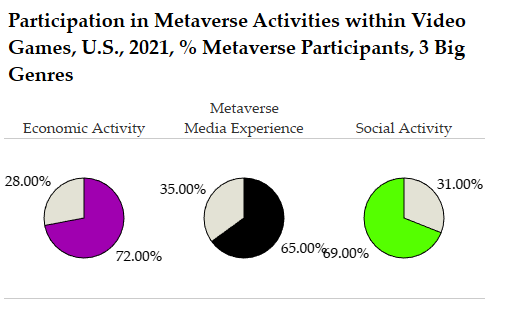 Participation in Metaverse Activities within Video
Games, U.S., 2021, % Metaverse Participants, 3 Big
Genres
Economic Activity
Metaverse
Media Experience
Social Activity
28.00%
72.00%
35.00%
65.00%
31.00%
69.00%